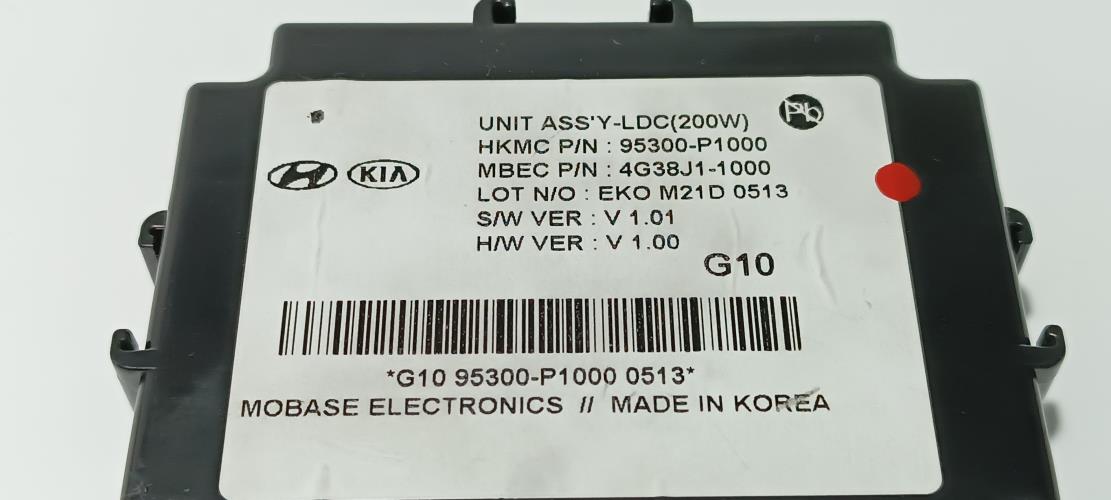 Pb
UNIT ASS'Y-LDC(200W)
HKMC P/N : 95300-P1000
MBEC P/N : 4G38J1-1000
LOT N/O : EKO M21D 0513
S/W VER : V 1.01
H/W VER : V 1.00
KIA
G10
*G10 95300-P1000 0513*
MOBASE ELECTRONICS // MADE IN KOREA